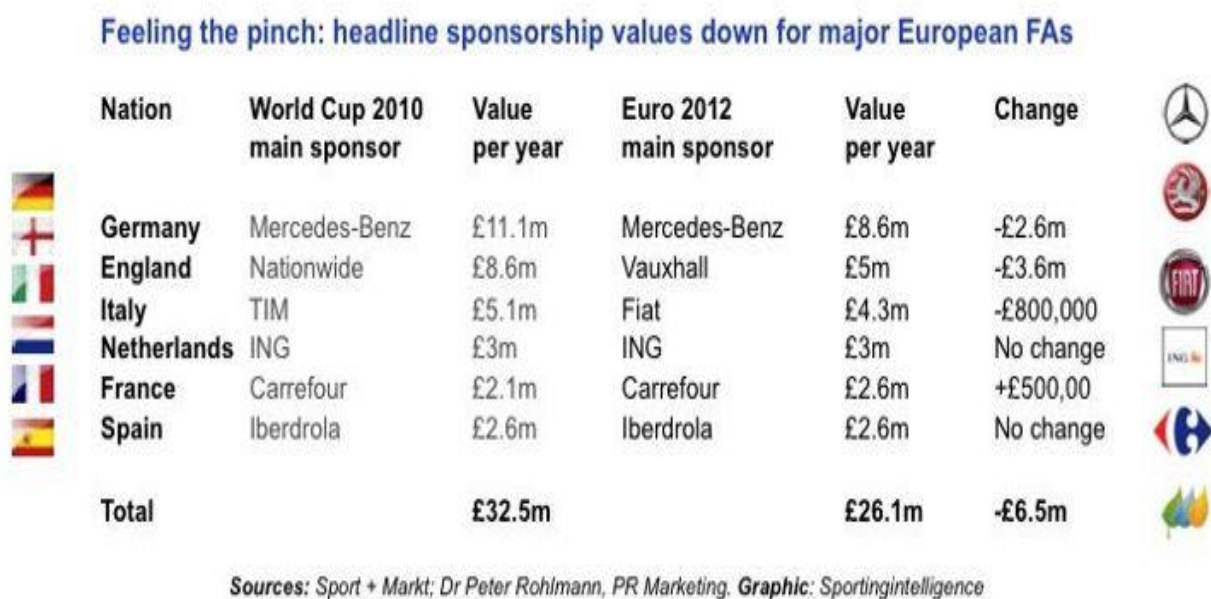 Feeling the pinch: headline sponsorship values down for major European FAs
Nation World Cup 2010 main sponsor Value per year Euro 2012 main sponsor Value per year Change
Germany Mercedes-Benz £11.1m Mercedes-Benz £8.6m -£2.6m
England Nationwide £8.6m Vauxhall £5m -£3.6m
Italy TIM £5.1m Fiat £4.3m -£800,000
Netherlands ING £3m ING £3m No change
France Carrefour £2.1m Carrefour £2.6m +£500,00
Spain Iberdrola £2.6m Iberdrola £2.6m No change
Total £32.5m £26.1m -£6.5m
Sources: Sport + Markt; Dr Peter Rohlmann, PR Marketing. Graphic: Sportingintelligence
FIAT
ING